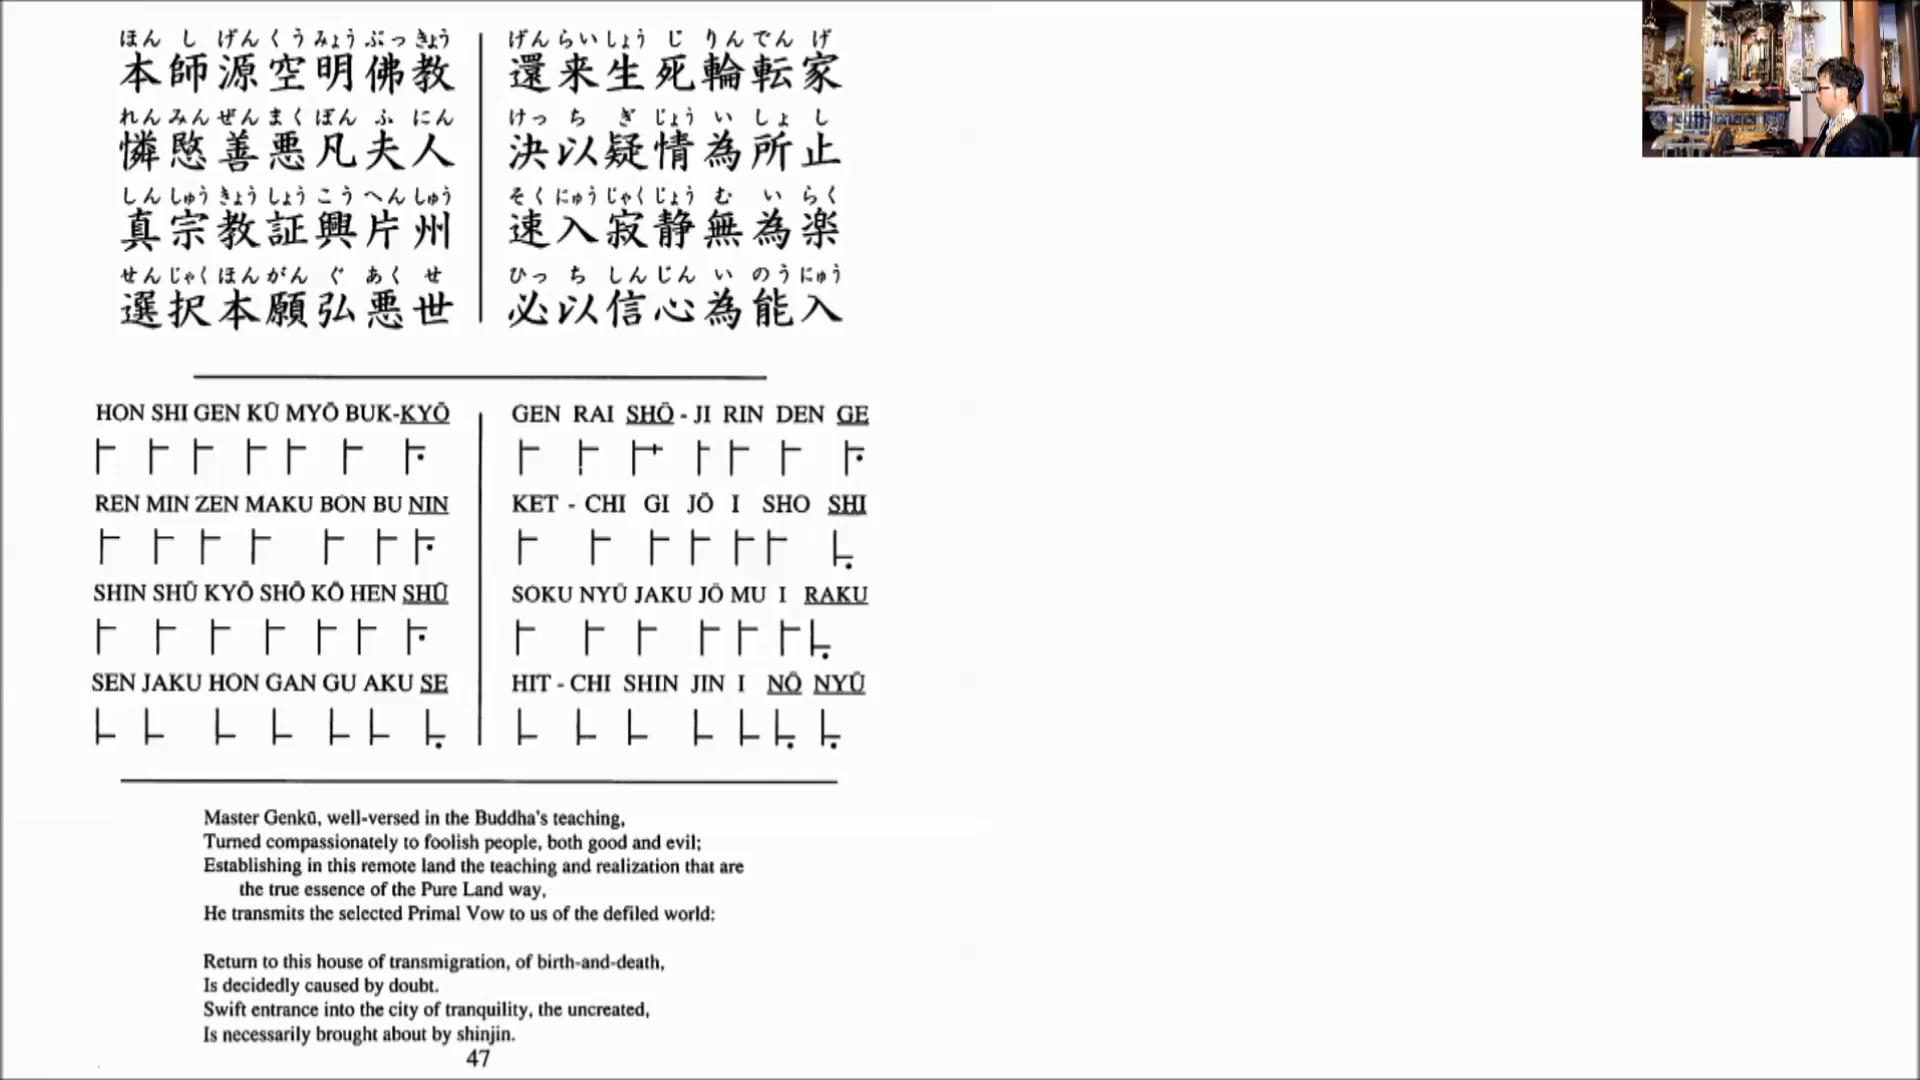 ほん し げん くう みょう ぶっ きょう
本師源空明佛教
れん みん ぜん まく ぼん ふ にん
憐愍善悪凡夫人
しん しゅう きょう しょう こう へん しゅう
真宗教証興片州
せん じゃく ほん がん ぐ あく せ
選択本願弘悪世
げん らい しょう じ りん でん げ
還来生死輪転家
けっ ち ぎ じょう い しょ し
決以疑情為所止
そく にゅう じゃく じょう む い らく
速入寂静無為楽
ひっ ち しん じん い のう にゅう
必以信心為能入
HON SHI GEN KŪ MYŌ BUK-KYŌ
REN MIN ZEN MAKU BON BU NIN
SHIN SHŪ KYŌ SHŌ KŌ HEN SHŪ
SEN JAKU HON GAN GU AKU SE
GEN RAI SHŌ - JI RIN DEN GE
KET - CHI GI JŌ I SHO SHI
SOKU NYŪ JAKU JŌ MU I RAKU
HIT - CHI SHIN JIN I NŌ NYŪ
Master Genkū, well-versed in the Buddha's teaching,
Turned compassionately to foolish people, both good and evil;
Establishing in this remote land the teaching and realization that are
the true essence of the Pure Land way,
He transmits the selected Primal Vow to us of the defiled world:
Return to this house of transmigration, of birth-and-death,
Is decidedly caused by doubt.
Swift entrance into the city of tranquility, the uncreated,
Is necessarily brought about by shinjin.
47